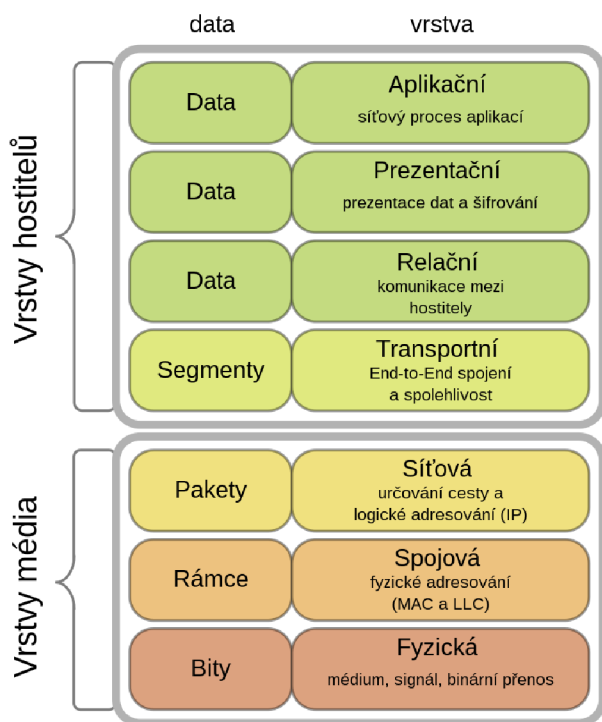 data
vrstva
Vrstvy hostitelů
Data
Aplikační
síťový proces aplikací
Data
Prezentační
prezentace dat a šifrování
Data
Relační
komunikace mezi
hostitely
Segmenty
Transportní
End-to-End spojení
a spolehlivost
Vrstvy média
Pakety
Síťová
určování cesty a
logické adresování (IP)
Rámce
Spojová
fyzické adresování
(MAC a LLC)
Bity
Fyzická
médium, signál, binární přenos